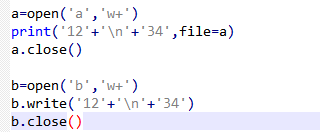 a=open('a','w+')
print('12'+'\n'+'34',file=a)
a.close()
b=open('b','w+')
b.write('12'+'\n'+'34')
b.close()